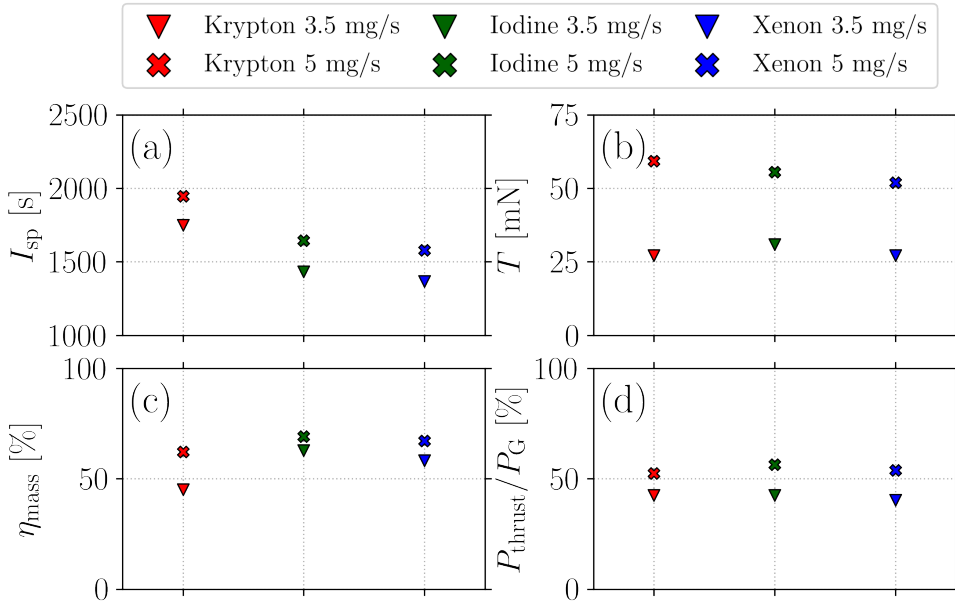 Krypton 3.5 mg/s Iodine 3.5 mg/s Xenon 3.5 mg/s
Krypton 5 mg/s Iodine 5 mg/s Xenon 5 mg/s
2500
2000
1500
1000
I_sp [s]
(a)
75
50
25
0
T [mN]
(b)
100
50
0
η_mass [%]
(c)
100
50
0
P_thrust/P_G [%]
(d)